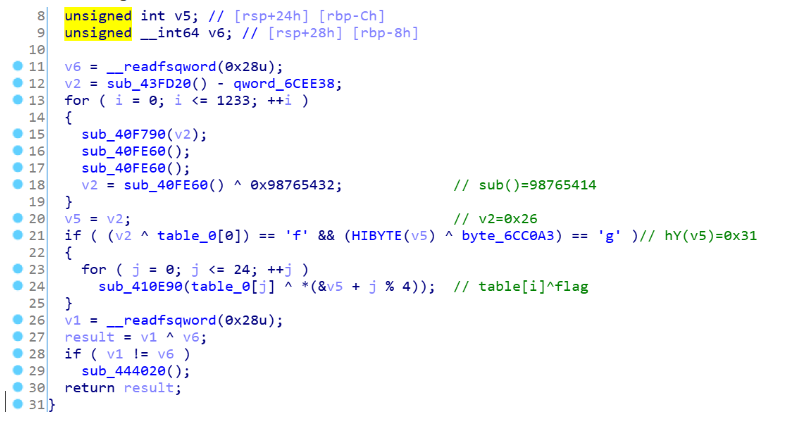 8 unsigned int v5; // [rsp+24h] [rbp-Ch]
9 unsigned __int64 v6; // [rsp+28h] [rbp-8h]
10
11 v6 = __readfsqword(0x28u);
12 v2 = sub_43FD20() - qword_6CEE38;
13 for ( i = 0; i <= 1233; ++i )
14 {
15 sub_40F790(v2);
16 sub_40FE60();
17 sub_40FE60();
18 v2 = sub_40FE60() ^ 0x98765432; // sub()=98765414
19 }
20 v5 = v2; // v2=0x26
21 if ( (v2 ^ table_0[0]) == 'f' && (HIBYTE(v5) ^ byte_6CC0A3) == 'g' )// hY(v5)=0x31
22 {
23 for ( j = 0; j <= 24; ++j )
24 sub_410E90(table_0[j] ^ *(&v5 + j % 4)); // table[i]^flag
25 }
26 v1 = __readfsqword(0x28u);
27 result = v1 ^ v6;
28 if ( v1 != v6 )
29 sub_444020();
30 return result;
31 }